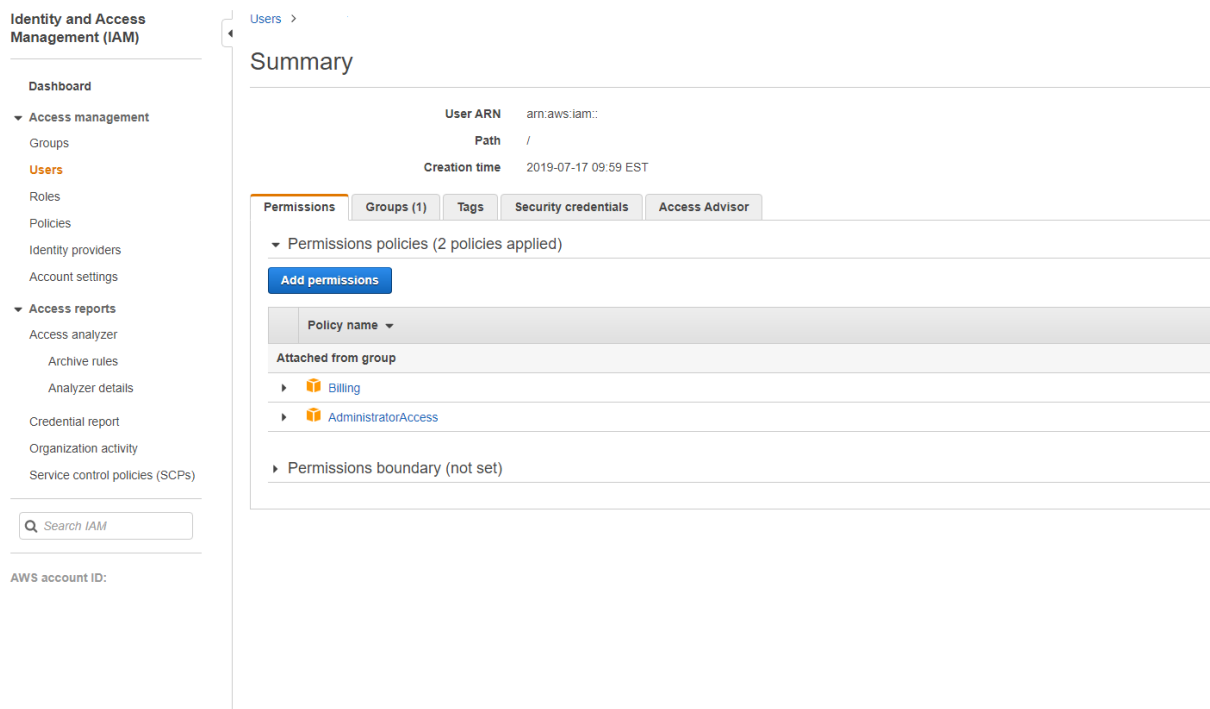 Identity and Access
Management (IAM)
Dashboard
Access management
Groups
Users
Roles
Policies
Identity providers
Account settings
Access reports
Access analyzer
Archive rules
Analyzer details
Credential report
Organization activity
Service control policies (SCPs)
Search IAM
AWS account ID:
Users >
Summary
User ARN arn:aws:iam::
Path /
Creation time 2019-07-17 09:59 EST
Permissions Groups (1) Tags Security credentials Access Advisor
Permissions policies (2 policies applied)
Add permissions
Policy name
Attached from group
Billing
AdministratorAccess
Permissions boundary (not set)